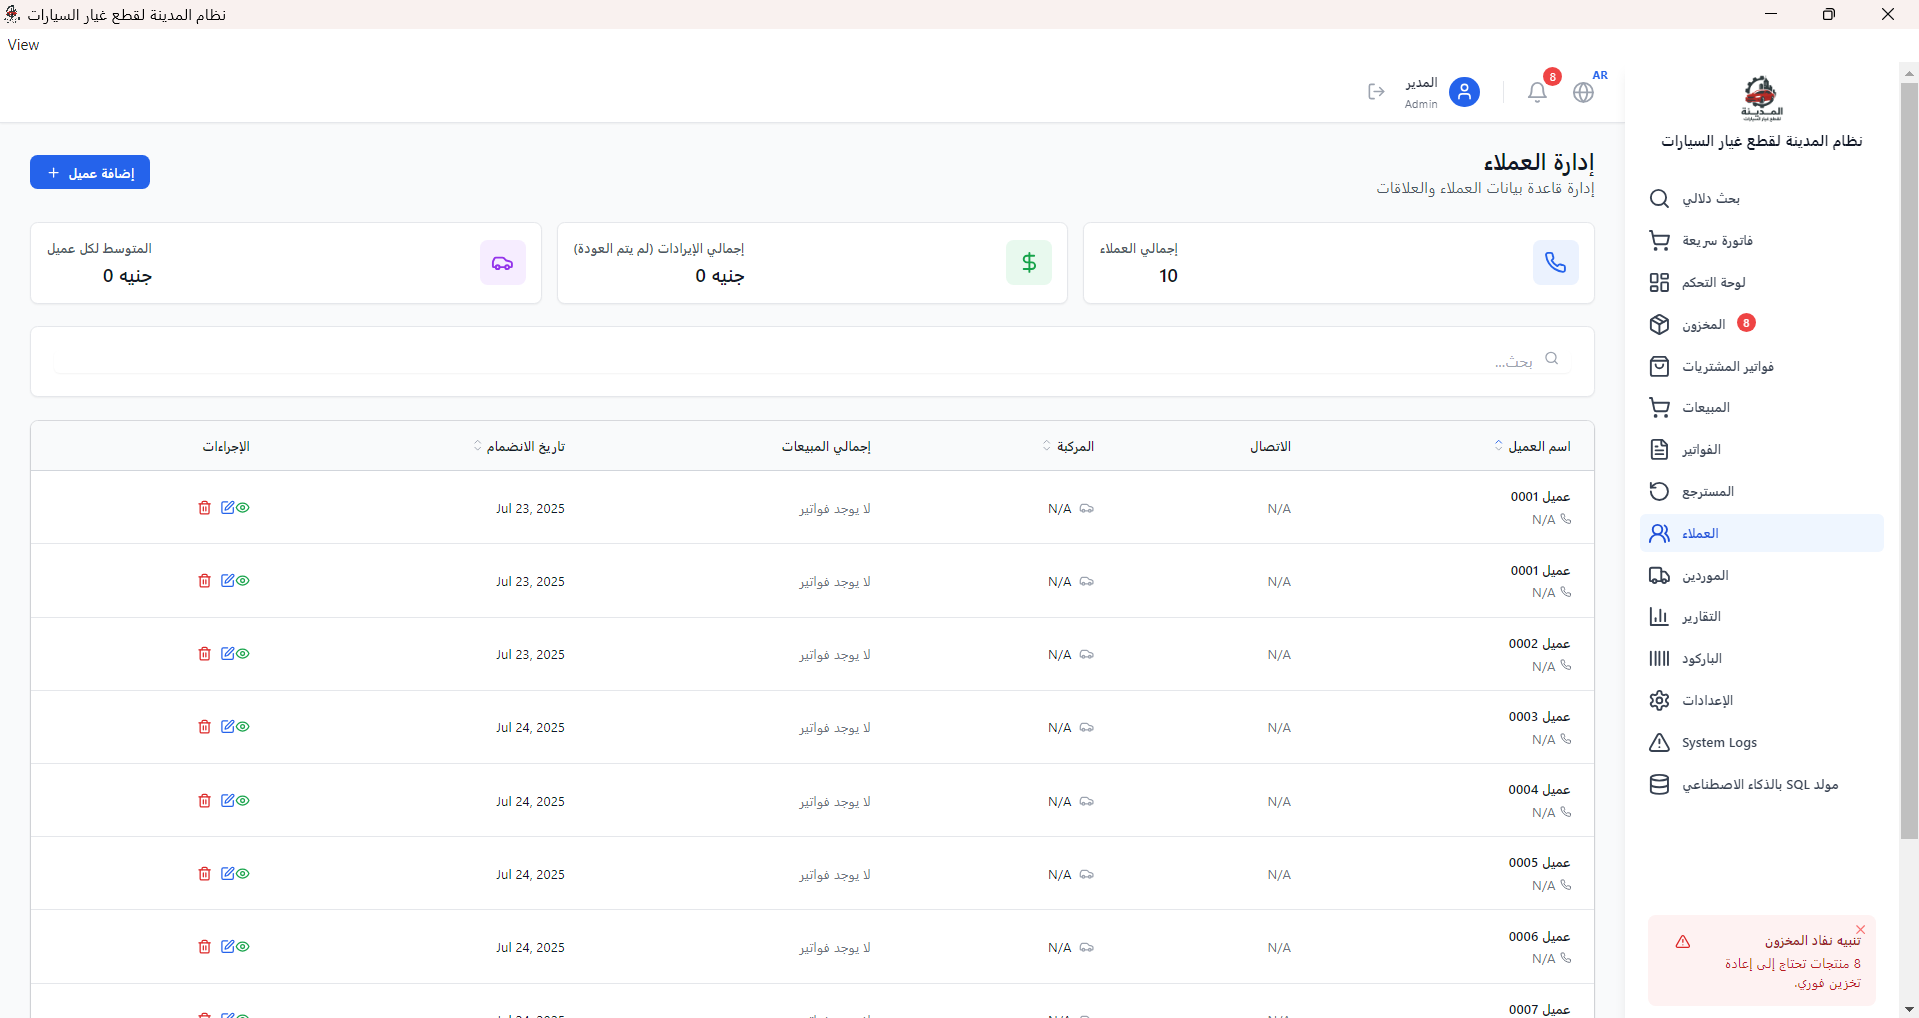 نظام المدينة لقطع غيار السيارات
View
AR
8
المدير
Admin
المدينة
نظام المدينة لقطع غيار السيارات
بحث دلالي
فاتورة سريعة
لوحة التحكم
المخزون 8
فواتير المشتريات
المبيعات
الفواتير
المسترجع
العملاء
الموردين
التقارير
الباركود
الإعدادات
System Logs
مولد SQL بالذكاء الاصطناعي
تنبيه نفاد المخزون
8 منتجات تحتاج إلى إعادة
تخزين فوري.
إدارة العملاء
إدارة قاعدة بيانات العملاء والعلاقات
إضافة عميل +
إجمالي العملاء
10
إجمالي الإيرادات (لم يتم العودة)
جنيه 0
المتوسط لكل عميل
جنيه 0
بحث...
اسم العميل الاتصال المركبة إجمالي المبيعات تاريخ الانضمام الإجراءات
عميل 0001
N/A
N/A N/A لا يوجد فواتير Jul 23, 2025
عميل 0001
N/A
N/A N/A لا يوجد فواتير Jul 23, 2025
عميل 0002
N/A
N/A N/A لا يوجد فواتير Jul 23, 2025
عميل 0003
N/A
N/A N/A لا يوجد فواتير Jul 24, 2025
عميل 0004
N/A
N/A N/A لا يوجد فواتير Jul 24, 2025
عميل 0005
N/A
N/A N/A لا يوجد فواتير Jul 24, 2025
عميل 0006
N/A
N/A N/A لا يوجد فواتير Jul 24, 2025
عميل 0007